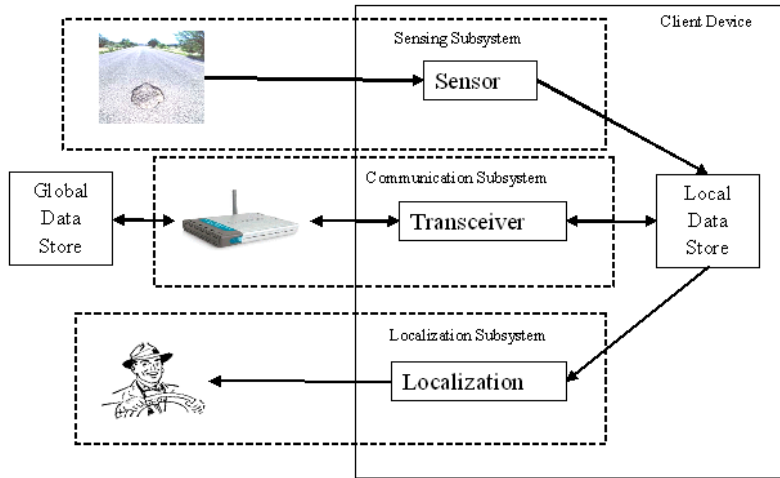 Client Device
Sensing Subsystem
Sensor
Communication Subsystem
Global
Data
Store
Transceiver
Local
Data
Store
Localization Subsystem
Localization